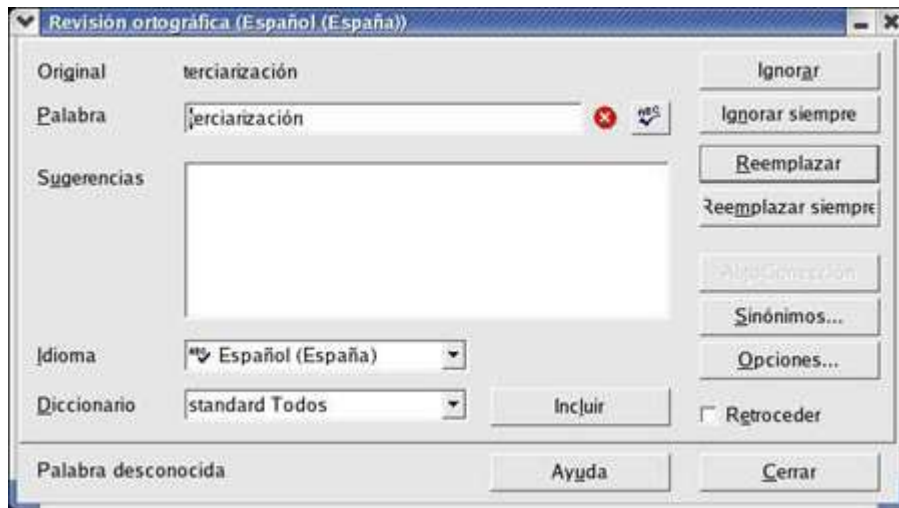 Revisión ortográfica (Español (España))
Original terciarización Ignorar
Palabra terciarización Ignorar siempre
Sugerencias Reemplazar
Reemplazar siempre
AutoCorrección
Sinónimos...
Idioma Español (España) Opciones...
Diccionario standard Todos Incluir Retroceder
Palabra desconocida Ayuda Cerrar